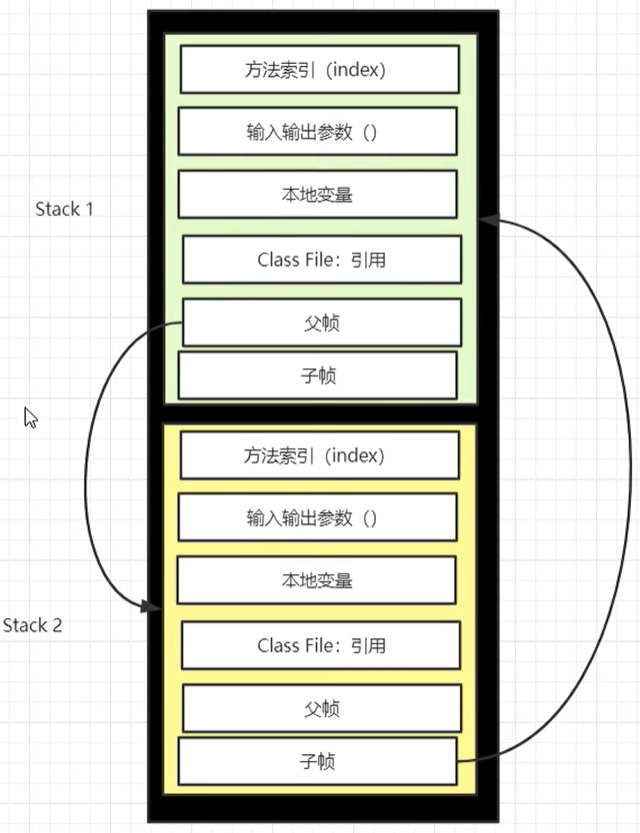 方法索引（index）
输入输出参数（）
Stack 1
本地变量
Class File：引用
父帧
子帧
方法索引（index）
输入输出参数（）
本地变量
Stack 2
Class File：引用
父帧
子帧